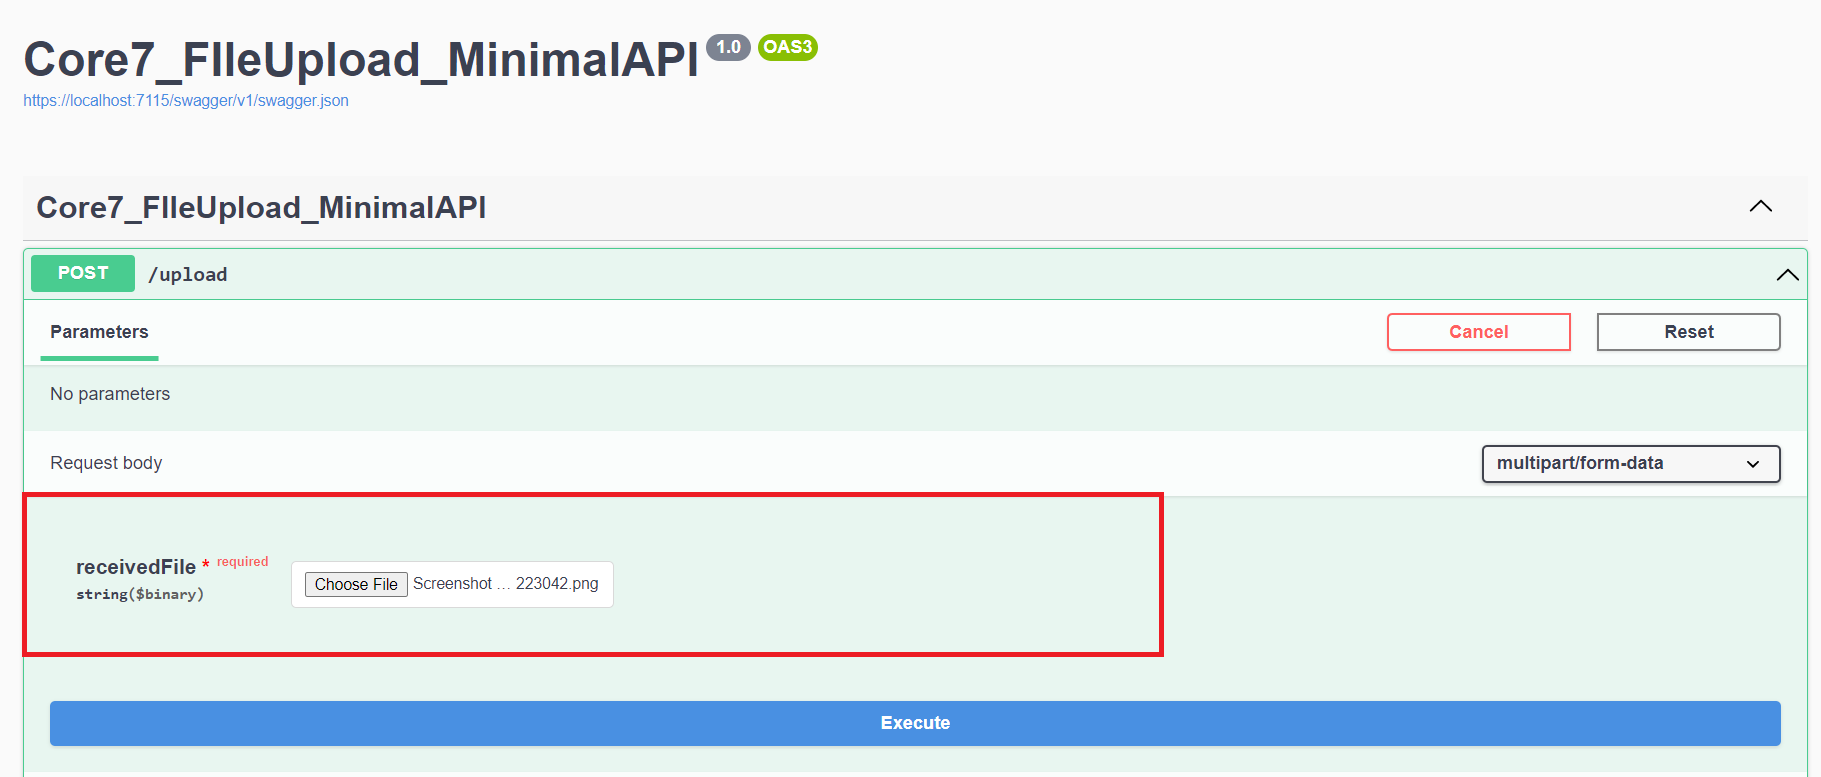 Core7_FIleUpload_MinimalAPI 1.0 OAS3
https://localhost:7115/swagger/v1/swagger.json
Core7_FIleUpload_MinimalAPI
POST /upload
Parameters Cancel Reset
No parameters
Request body multipart/form-data
receivedFile * required
string($binary)
Choose File Screenshot ... 223042.png
Execute